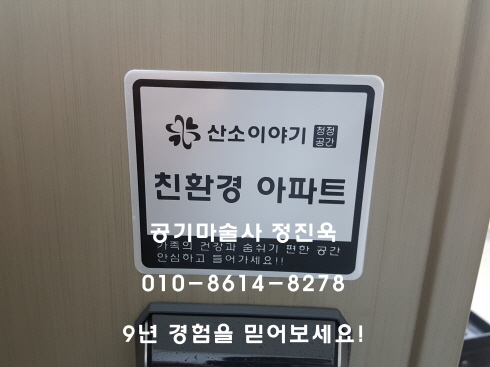 산소이야기 청정
공간
친환경 아파트
공기마술사 정진욱
가족의 건강과 숨쉬기 편한 공간
안심하고 들어가세요!!
010-8614-8278
9년 경험을 믿어보세요!